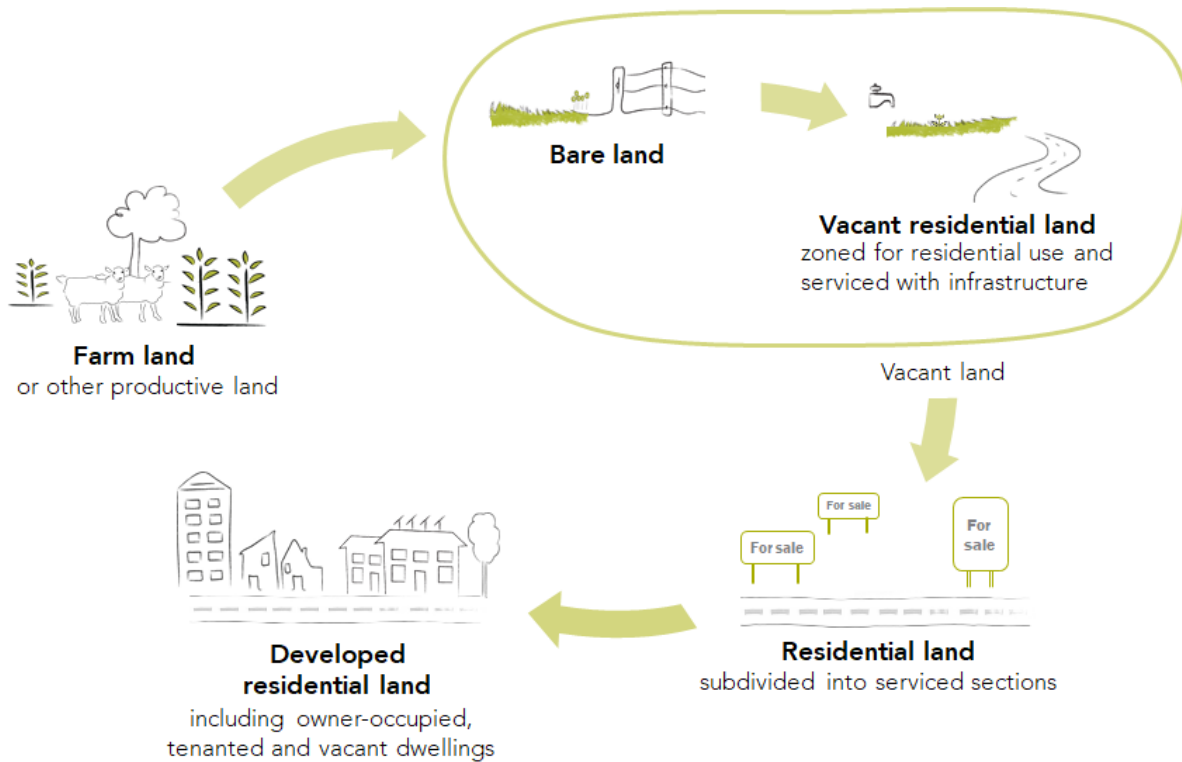 Bare land
Vacant residential land
zoned for residential use and
serviced with infrastructure
Farm land
or other productive land
Vacant land
For sale
For sale
For
sale
Developed
residential land
including owner-occupied,
tenanted and vacant dwellings
Residential land
subdivided into serviced sections